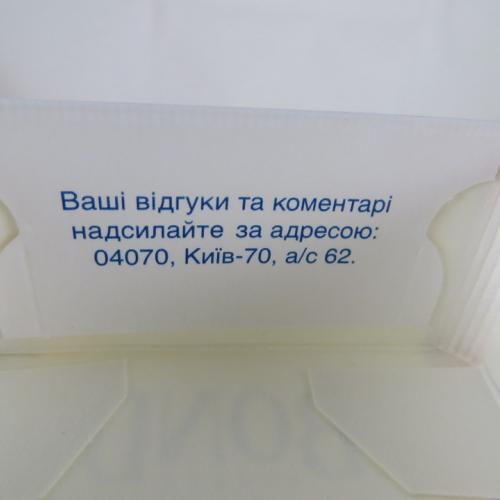 Ваші відгуки та коментарі
надсилайте за адресою:
04070, Київ-70, а/с 62.